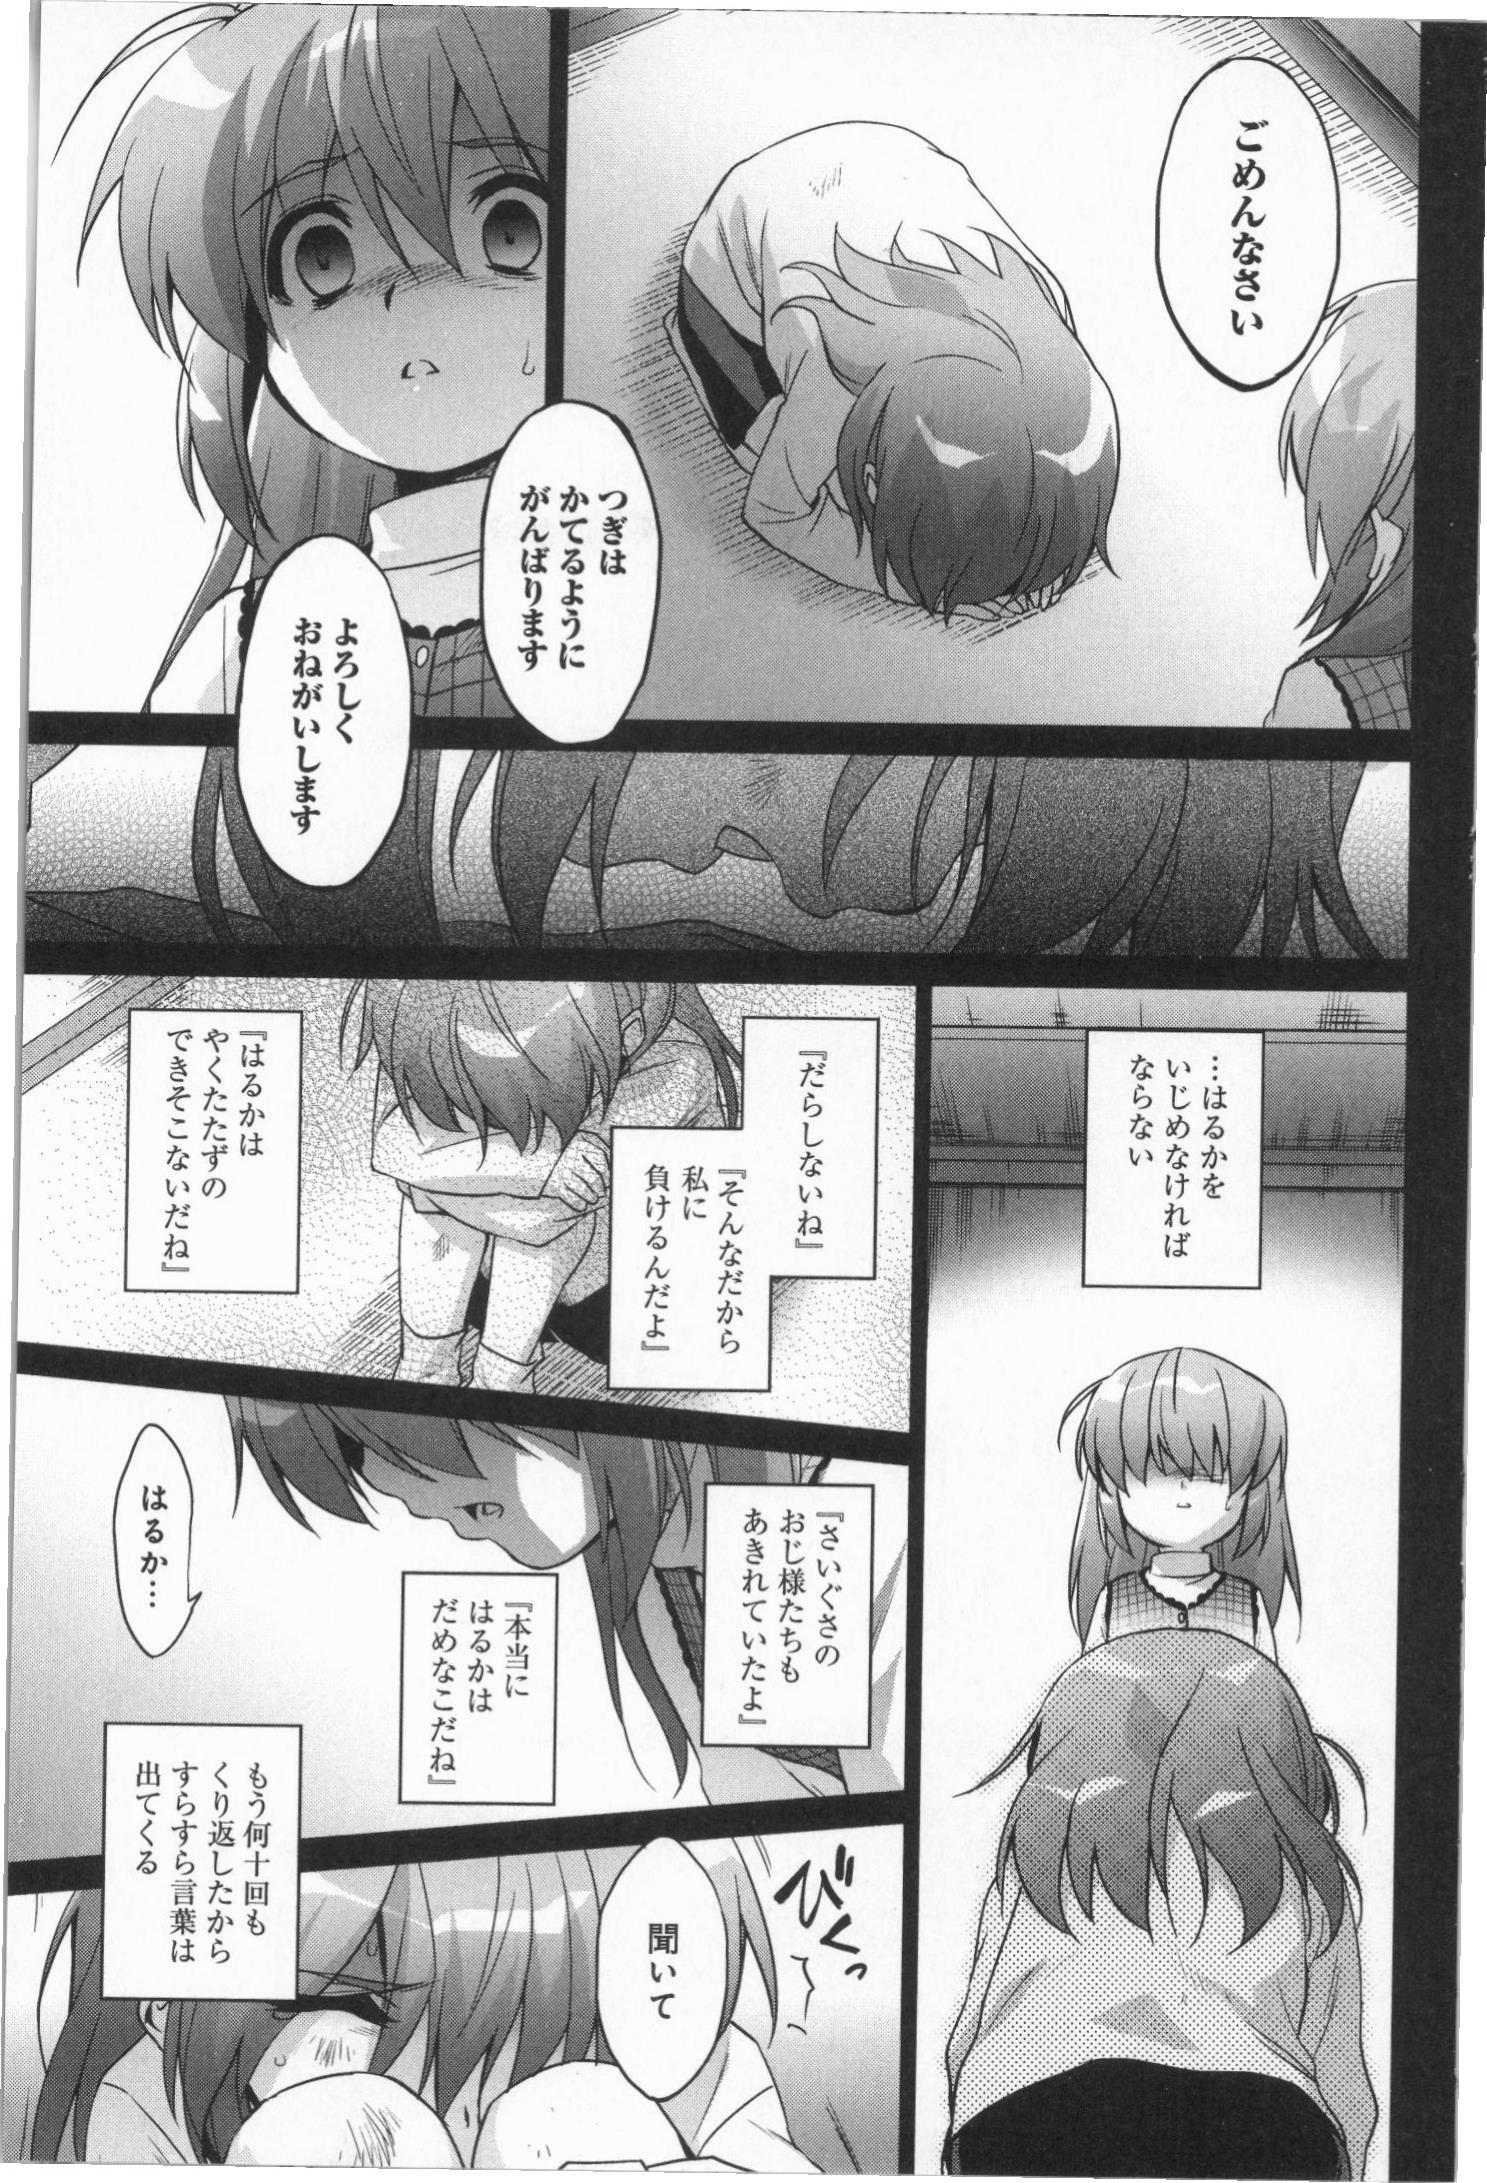 ごめんなさい
つぎは
かてるように
がんばります
よろしく
おねがいします
…はるかを
いじめなければ
ならない
『だらしないね』
『そんなだから
私に
負けるんだよ』
『はるかは
やくたたずの
できそこないだね』
『さいぐさの
おじ様たちも
あきれていたよ』
『本当に
はるかは
だめなこだね』
はるか…
もう何十回も
くり返したから
すらすら言葉は
出てくる
びくっ
聞いて